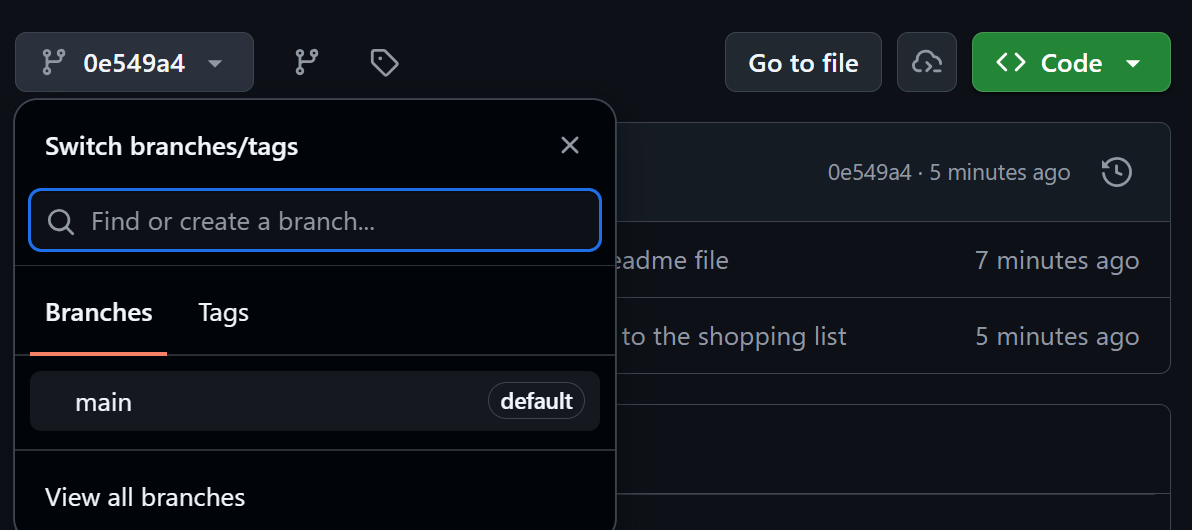 0e549a4
Go to file
Code
Switch branches/tags
Find or create a branch...
0e549a4 · 5 minutes ago
file
7 minutes ago
Branches
Tags
to the shopping list
5 minutes ago
main
default
View all branches